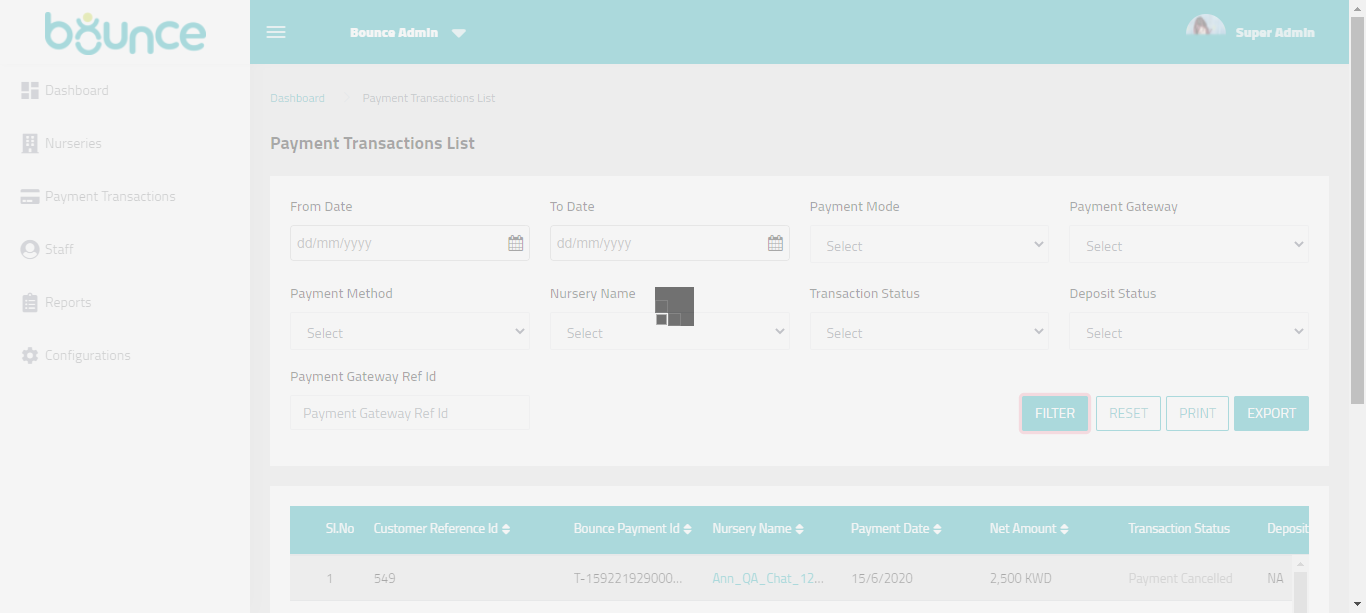 bounce
Bounce Admin
Super Admin
Dashboard
Nurseries
Payment Transactions
Staff
Reports
Configurations
Dashboard > Payment Transactions List
Payment Transactions List
From Date To Date Payment Mode Payment Gateway
dd/mm/yyyy dd/mm/yyyy Select Select
Payment Method Nursery Name Transaction Status Deposit Status
Select Select Select Select
Payment Gateway Ref Id
Payment Gateway Ref Id
FILTER RESET PRINT EXPORT
Sl.No Customer Reference Id Bounce Payment Id Nursery Name Payment Date Net Amount Transaction Status Deposit
1 549 T-159221929000... Ann_QA_Chat_12... 15/6/2020 2,500 KWD Payment Cancelled NA